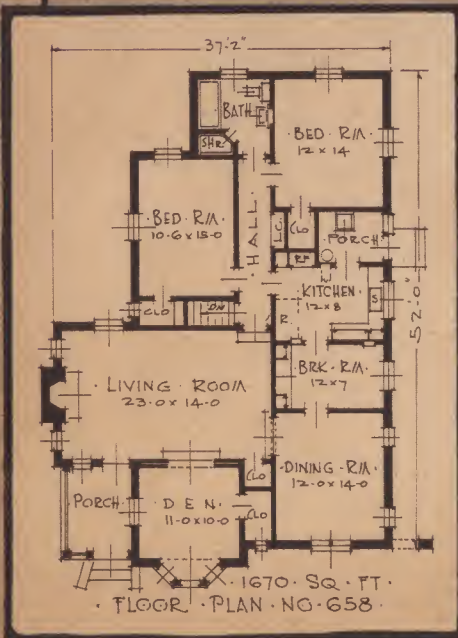 37'·2"
BATH
SHR.
BED·R/M·
12 x 14
BED·R/M·
10-6 x 15-0
HALL
L.C.
CLO
PORCH
RF
KITCHEN
12 x 8
S
52'·0"
CLO
DN
R.
BRK·R/M·
12 x 7
LIVING·ROOM
23-0 x 14-0
DINING·R/M·
12-0 x 14-0
CLO
PORCH
DEN·
11-0 x 10-0
CLO
·1670·SQ·FT·
·FLOOR·PLAN·NO·658·